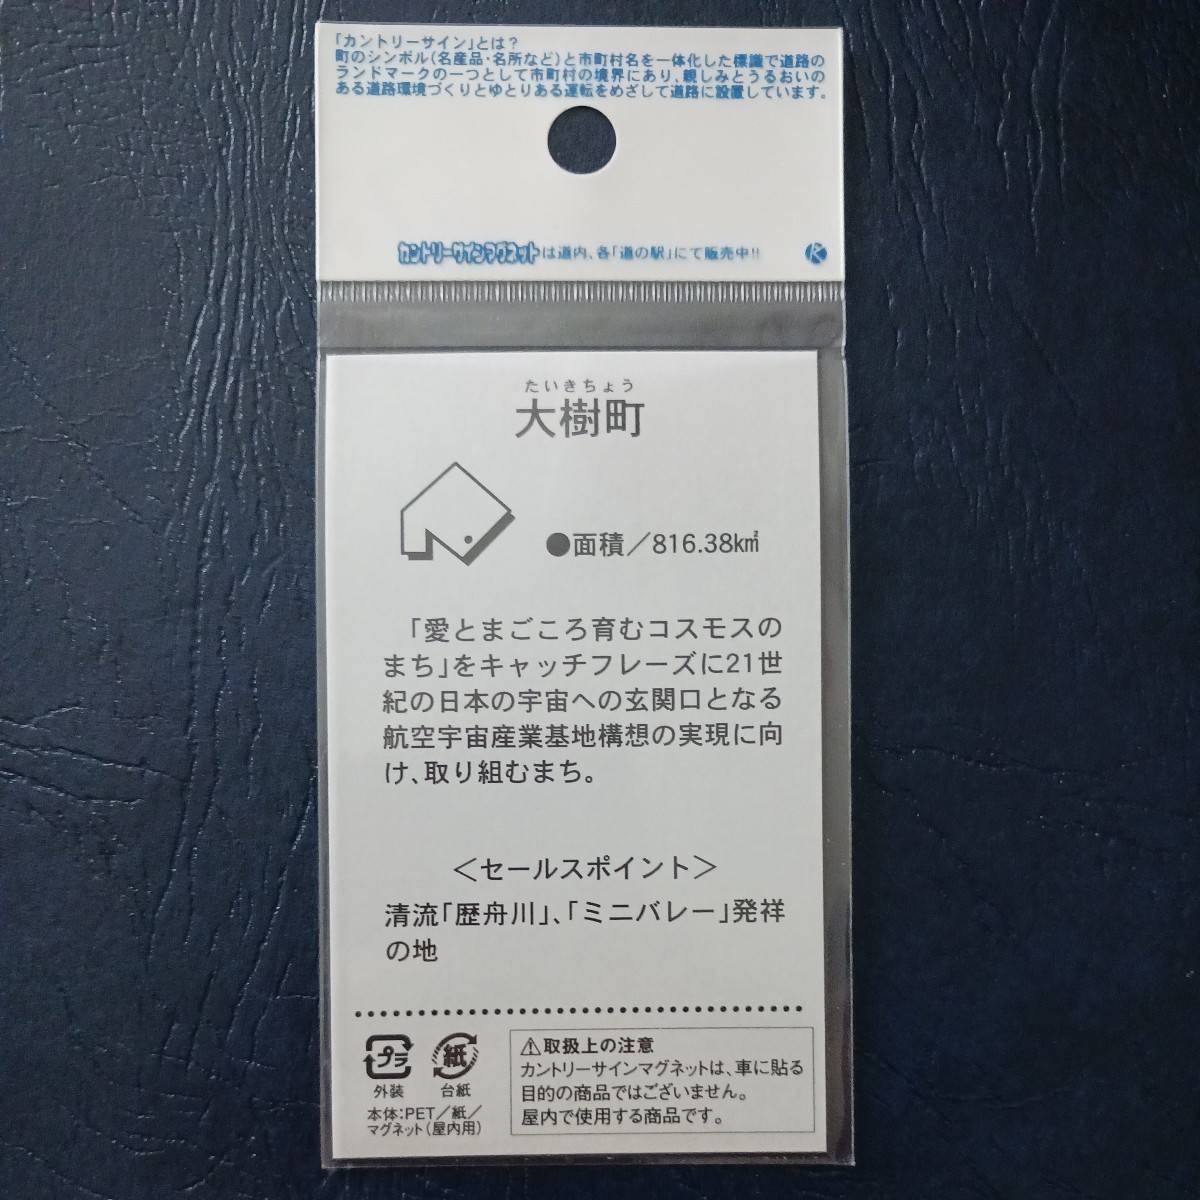 「カントリーサイン」とは？
町のシンボル（名産品・名所など）と市町村名を一体化した標識で道路の
ランドマークの一つとして市町村の境界にあり、親しみとうるおいの
ある道路環境づくりとゆとりある運転をめざして道路に設置しています。
カントリーサインマグネットは道内、各「道の駅」にて販売中!!
K
たいきちょう
大樹町
●面積／816.38㎢
「愛とまごころ育むコスモスの
まち」をキャッチフレーズに21世
紀の日本の宇宙への玄関口となる
航空宇宙産業基地構想の実現に向
け、取り組むまち。
＜セールスポイント＞
清流「歴舟川」、「ミニバレー」発祥
の地
プラ
外装
紙
台紙
本体：PET／紙／
マグネット（屋内用）
⚠取扱上の注意
カントリーサインマグネットは、車に貼る
目的の商品ではございません。
屋内で使用する商品です。